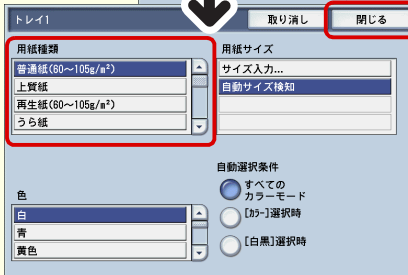 トレイ1
取り消し
閉じる
用紙種類
普通紙(60～105g/m²)
上質紙
再生紙(60～105g/m²)
うら紙
用紙サイズ
サイズ入力...
自動サイズ検知
色
白
青
黄色
自動選択条件
すべての
カラーモード
[ｶﾗｰ]選択時
[白黒]選択時